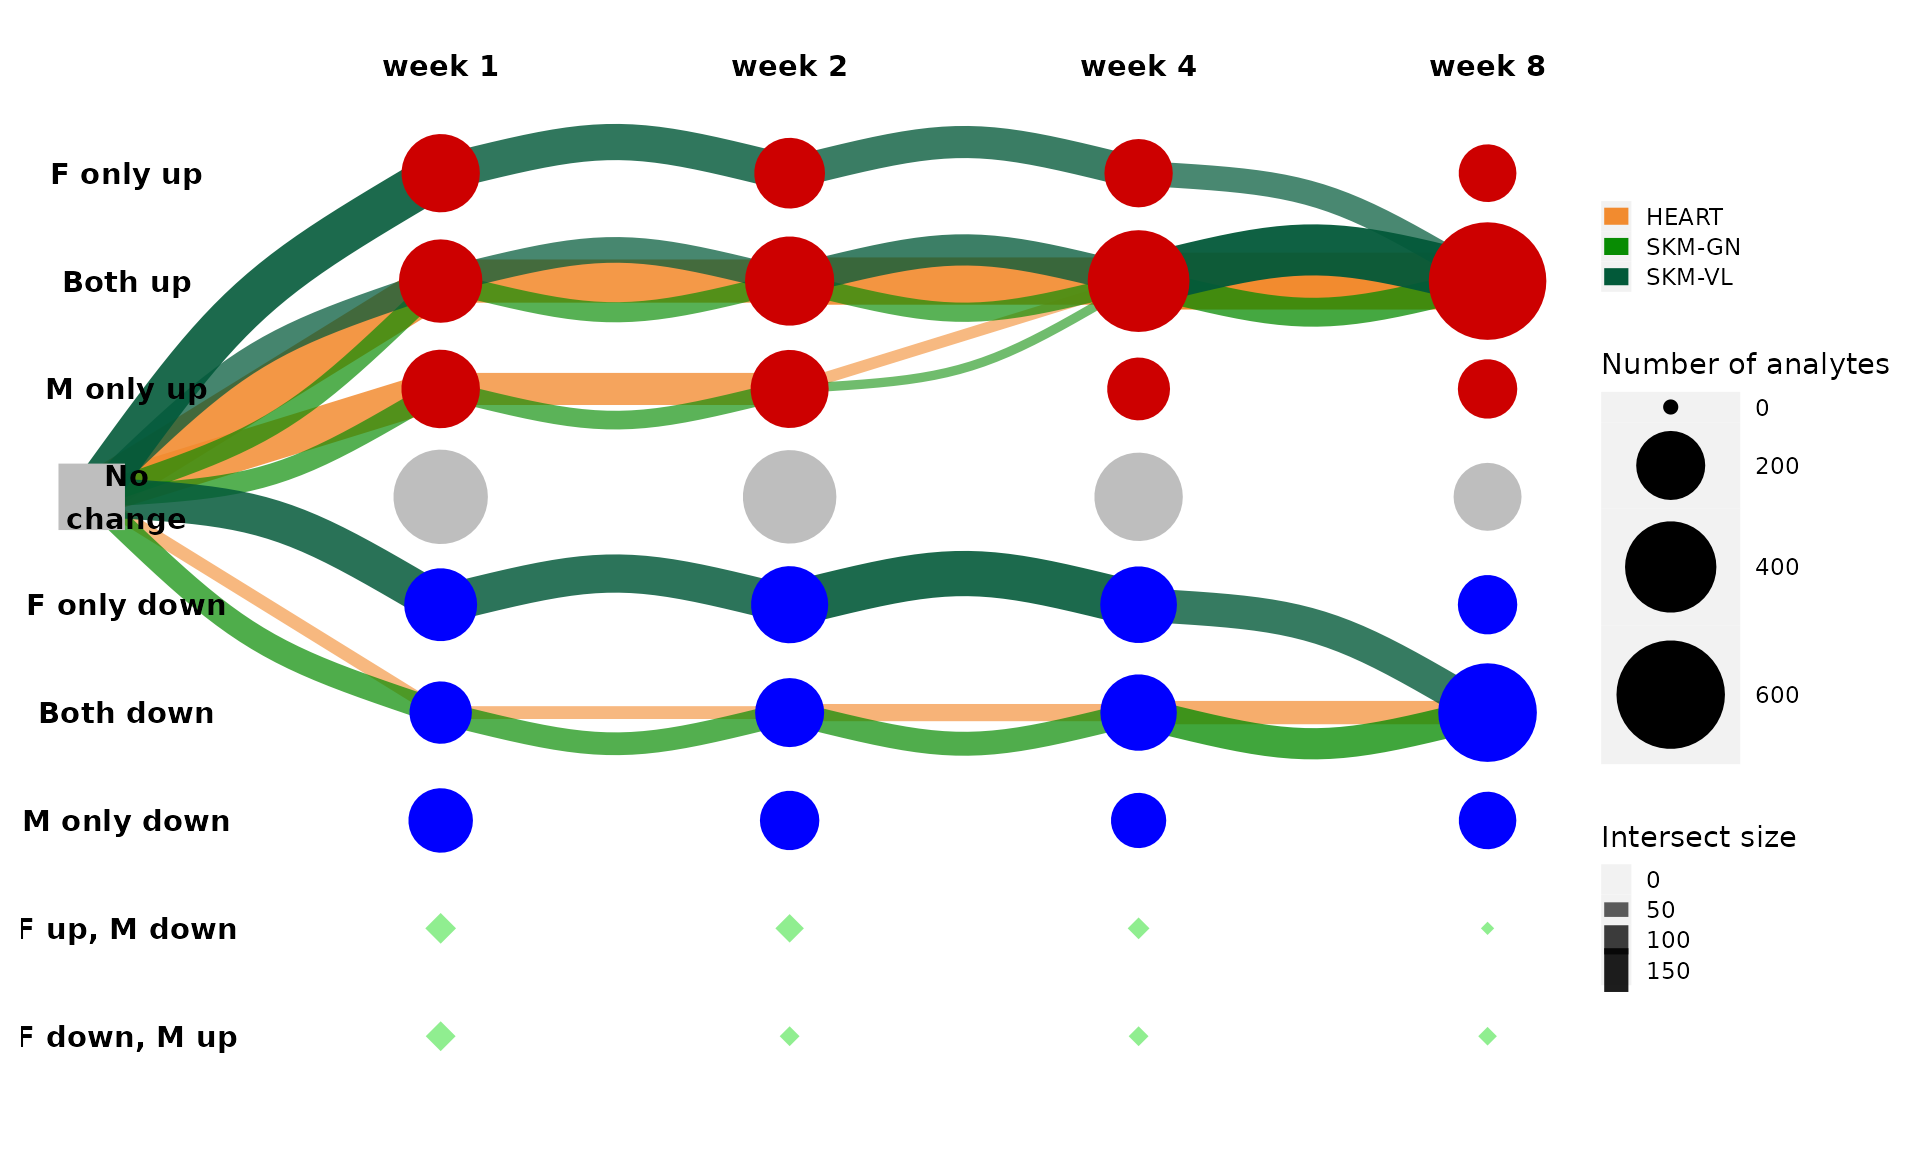 week 1 week 2 week 4 week 8
F only up
Both up
M only up
No
change
F only down
Both down
M only down
F up, M down
F down, M up
HEART
SKM-GN
SKM-VL
Number of analytes
0
200
400
600
Intersect size
0
50
100
150